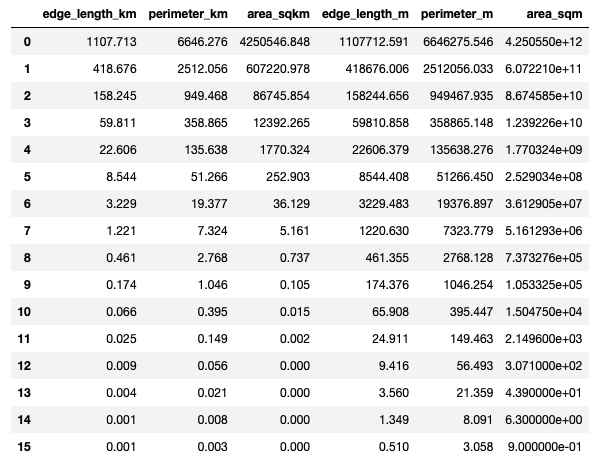 edge_length_km perimeter_km area_sqkm edge_length_m perimeter_m area_sqm
0 1107.713 6646.276 4250546.848 1107712.591 6646275.546 4.250550e+12
1 418.676 2512.056 607220.978 418676.006 2512056.033 6.072210e+11
2 158.245 949.468 86745.854 158244.656 949467.935 8.674585e+10
3 59.811 358.865 12392.265 59810.858 358865.148 1.239226e+10
4 22.606 135.638 1770.324 22606.379 135638.276 1.770324e+09
5 8.544 51.266 252.903 8544.408 51266.450 2.529034e+08
6 3.229 19.377 36.129 3229.483 19376.897 3.612905e+07
7 1.221 7.324 5.161 1220.630 7323.779 5.161293e+06
8 0.461 2.768 0.737 461.355 2768.128 7.373276e+05
9 0.174 1.046 0.105 174.376 1046.254 1.053325e+05
10 0.066 0.395 0.015 65.908 395.447 1.504750e+04
11 0.025 0.149 0.002 24.911 149.463 2.149600e+03
12 0.009 0.056 0.000 9.416 56.493 3.071000e+02
13 0.004 0.021 0.000 3.560 21.359 4.390000e+01
14 0.001 0.008 0.000 1.349 8.091 6.300000e+00
15 0.001 0.003 0.000 0.510 3.058 9.000000e-01